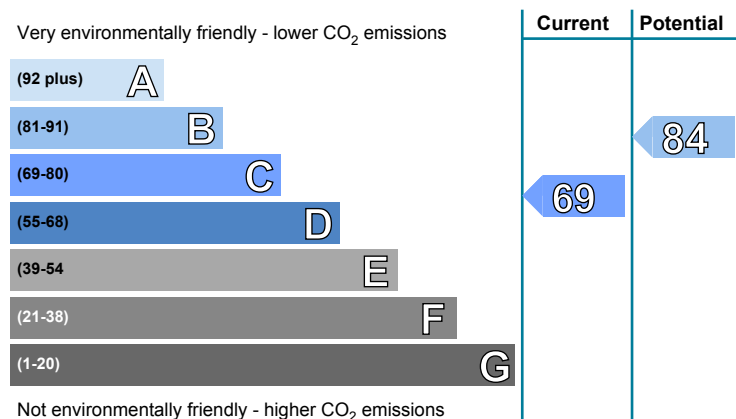 Current Potential
Very environmentally friendly - lower CO₂ emissions
(92 plus) A
(81-91) B
84
(69-80) C
69
(55-68) D
(39-54 E
(21-38) F
(1-20) G
Not environmentally friendly - higher CO₂ emissions